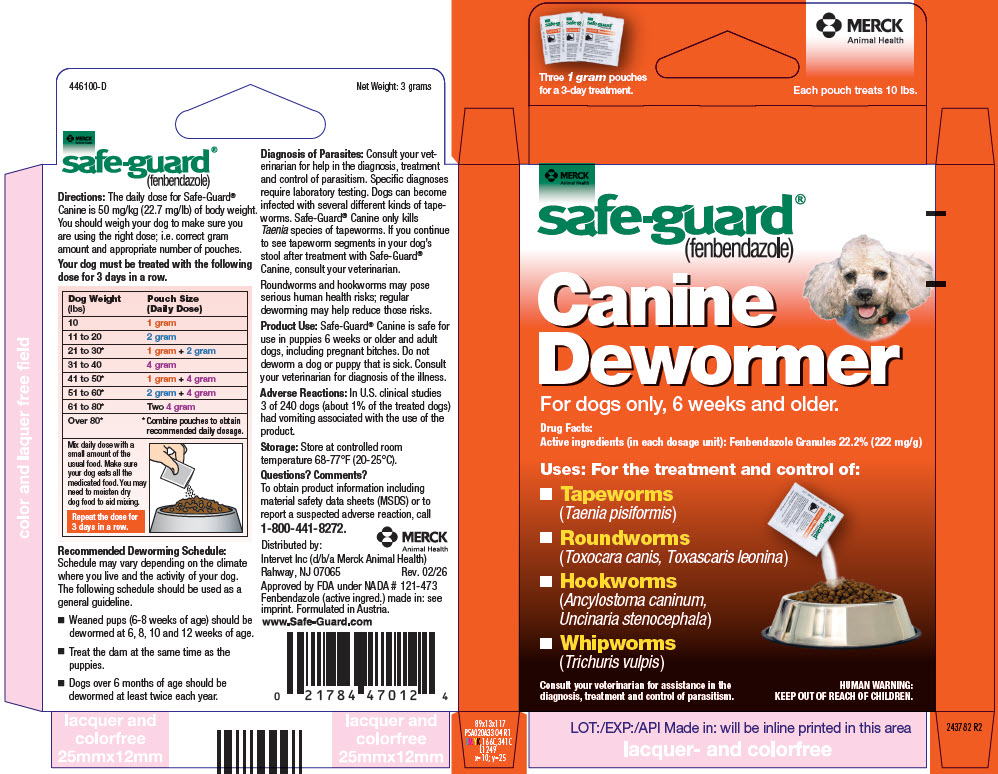 446100-D
Net Weight: 3 grams
MERCK
Animal Health
safe-guard®
(fenbendazole)
Directions: The daily dose for Safe-Guard®
Canine is 50 mg/kg (22.7 mg/lb) of body weight.
You should weigh your dog to make sure you
are using the right dose; i.e. correct gram
amount and appropriate number of pouches.
Your dog must be treated with the following
dose for 3 days in a row.
Dog Weight Pouch Size
(lbs) (Daily Dose)
10 1 gram
11 to 20 2 gram
21 to 30* 1 gram + 2 gram
31 to 40 4 gram
41 to 50* 1 gram + 4 gram
51 to 60* 2 gram + 4 gram
61 to 80* Two 4 gram
Over 80* *Combine pouches to obtain
recommended daily dosage.
Mix daily dose with a
small amount of the
usual food. Make sure
your dog eats all the
medicated food. You may
need to moisten dry
dog food to aid mixing.
Repeat the dose for
3 days in a row.
Recommended Deworming Schedule:
Schedule may vary depending on the climate
where you live and the activity of your dog.
The following schedule should be used as a
general guideline.
■ Weaned pups (6-8 weeks of age) should be
dewormed at 6, 8, 10 and 12 weeks of age.
■ Treat the dam at the same time as the
puppies.
■ Dogs over 6 months of age should be
dewormed at least twice each year.
Diagnosis of Parasites: Consult your vet-
erinarian for help in the diagnosis, treatment
and control of parasitism. Specific diagnoses
require laboratory testing. Dogs can become
infected with several different kinds of tape-
worms. Safe-Guard® Canine only kills
Taenia species of tapeworms. If you continue
to see tapeworm segments in your dog's
stool after treatment with Safe-Guard®
Canine, consult your veterinarian.
Roundworms and hookworms may pose
serious human health risks; regular
deworming may help reduce those risks.
Product Use: Safe-Guard® Canine is safe for
use in puppies 6 weeks or older and adult
dogs, including pregnant bitches. Do not
deworm a dog or puppy that is sick. Consult
your veterinarian for diagnosis of the illness.
Adverse Reactions: In U.S. clinical studies
3 of 240 dogs (about 1% of the treated dogs)
had vomiting associated with the use of the
product.
Storage: Store at controlled room
temperature 68-77°F (20-25°C).
Questions? Comments?
To obtain product information including
material safety data sheets (MSDS) or to
report a suspected adverse reaction, call
1-800-441-8272.
Distributed by:
MERCK
Animal Health
Intervet Inc (d/b/a Merck Animal Health)
Rahway, NJ 07065 Rev. 02/26
Approved by FDA under NADA # 121-473
Fenbendazole (active ingred.) made in: see
imprint. Formulated in Austria.
www.Safe-Guard.com
0 21784 47012 4
color and lacquer free field
lacquer and
colorfree
25mmx12mm
lacquer and
colorfree
25mmx12mm
Three 1 gram pouches
for a 3-day treatment.
MERCK
Animal Health
Each pouch treats 10 lbs.
MERCK
Animal Health
safe-guard®
(fenbendazole)
Canine
Dewormer
For dogs only, 6 weeks and older.
Drug Facts:
Active ingredients (in each dosage unit): Fenbendazole Granules 22.2% (222 mg/g)
Uses: For the treatment and control of:
■ Tapeworms
(Taenia pisiformis)
■ Roundworms
(Toxocara canis, Toxascaris leonina)
■ Hookworms
(Ancylostoma caninum,
Uncinaria stenocephala)
■ Whipworms
(Trichuris vulpis)
safe-guard
Consult your veterinarian for assistance in the
diagnosis, treatment and control of parasitism.
HUMAN WARNING:
KEEP OUT OF REACH OF CHILDREN.
89x13x117
PSA020A3304 R1
166C,341C
x=10; y=25
LOT:/EXP:/API Made in: will be inline printed in this area
lacquer- and colorfree
243782 R2